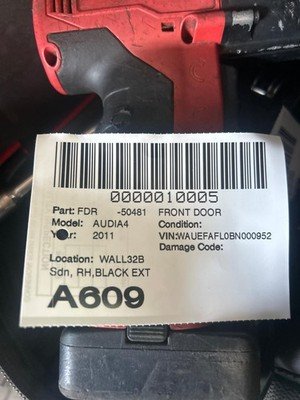 0000010005
Part: FDR -50481 FRONT DOOR
Model: AUDIA4 Condition:
Year: 2011 VIN:WAUEFAFL0BN000952
Damage Code:
Location: WALL32B
Sdn, RH,BLACK EXT
A609